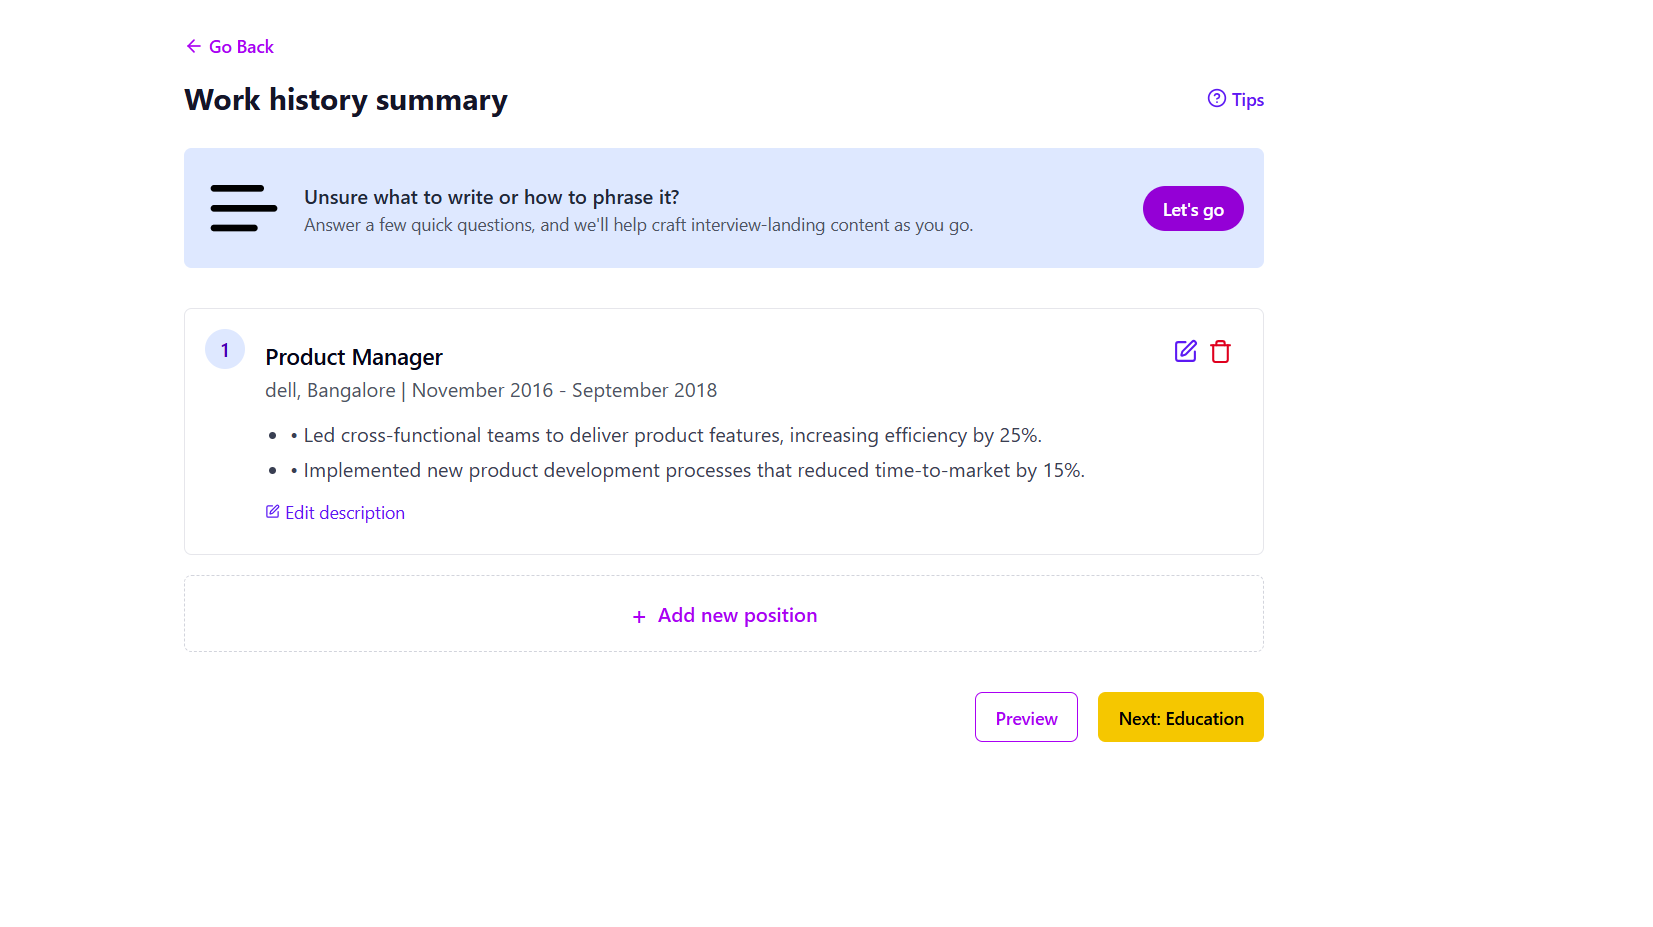 Go Back
Work history summary
Tips
Unsure what to write or how to phrase it?
Answer a few quick questions, and we'll help craft interview-landing content as you go.
Let's go
1
Product Manager
dell, Bangalore | November 2016 - September 2018
• • Led cross-functional teams to deliver product features, increasing efficiency by 25%.
• • Implemented new product development processes that reduced time-to-market by 15%.
Edit description
+ Add new position
Preview
Next: Education